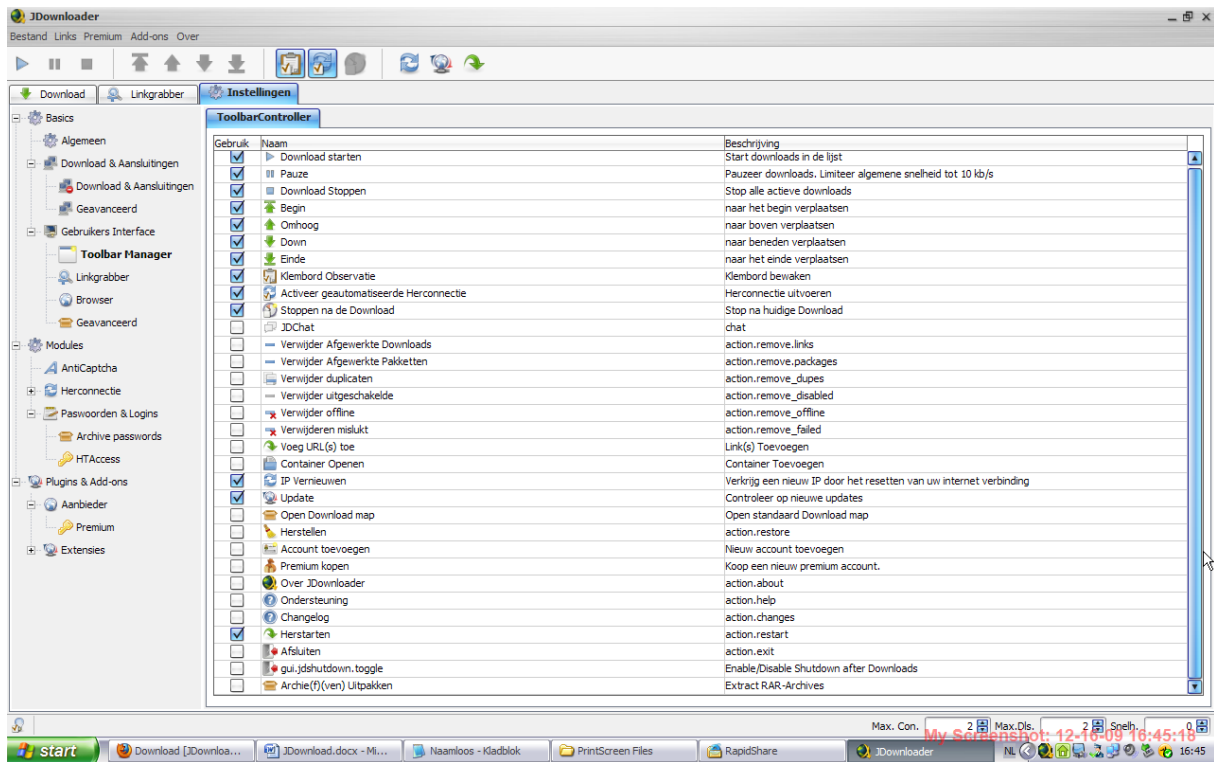 JDownloader
Bestand Links Premium Add-ons Over
Download Linkgrabber Instellingen
Basics
Algemeen
Download & Aansluitingen
Download & Aansluitingen
Geavanceerd
Gebruikers Interface
Toolbar Manager
Linkgrabber
Browser
Geavanceerd
Modules
AntiCaptcha
Herconnectie
Paswoorden & Logins
Archive passwords
HTAccess
Plugins & Add-ons
Aanbieder
Premium
Extensies
ToolbarController
Gebruik Naam Beschrijving
Download starten Start downloads in de lijst
Pauze Pauzeer downloads. Limiteer algemene snelheid tot 10 kb/s
Download Stoppen Stop alle actieve downloads
Begin naar het begin verplaatsen
Omhoog naar boven verplaatsen
Down naar beneden verplaatsen
Einde naar het einde verplaatsen
Klembord Observatie Klembord bewaken
Activeer geautomatiseerde Herconnectie Herconnectie uitvoeren
Stoppen na de Download Stop na huidige Download
JDChat chat
Verwijder Afgewerkte Downloads action.remove.links
Verwijder Afgewerkte Pakketten action.remove.packages
Verwijder duplicaten action.remove_dupes
Verwijder uitgeschakelde action.remove_disabled
Verwijder offline action.remove_offline
Verwijderen mislukt action.remove_failed
Voeg URL(s) toe Link(s) Toevoegen
Container Openen Container Toevoegen
IP Vernieuwen Verkrijg een nieuw IP door het resetten van uw internet verbinding
Update Controleer op nieuwe updates
Open Download map Open standaard Download map
Herstellen action.restore
Account toevoegen Nieuw account toevoegen
Premium kopen Koop een nieuw premium account.
Over JDownloader action.about
Ondersteuning action.help
Changelog action.changes
Herstarten action.restart
Afsluiten action.exit
gui.jdshutdown.toggle Enable/Disable Shutdown after Downloads
Archie(f)(ven) Uitpakken Extract RAR-Archives
Max. Con. 2 Max.Dls. 2 Snelh. 0
My Screenshot: 12-16-09 16:45:18
start Download [JDownloa... JDownload.docx - Mi... Naamloos - Kladblok PrintScreen Files RapidShare JDownloader NL 16:45